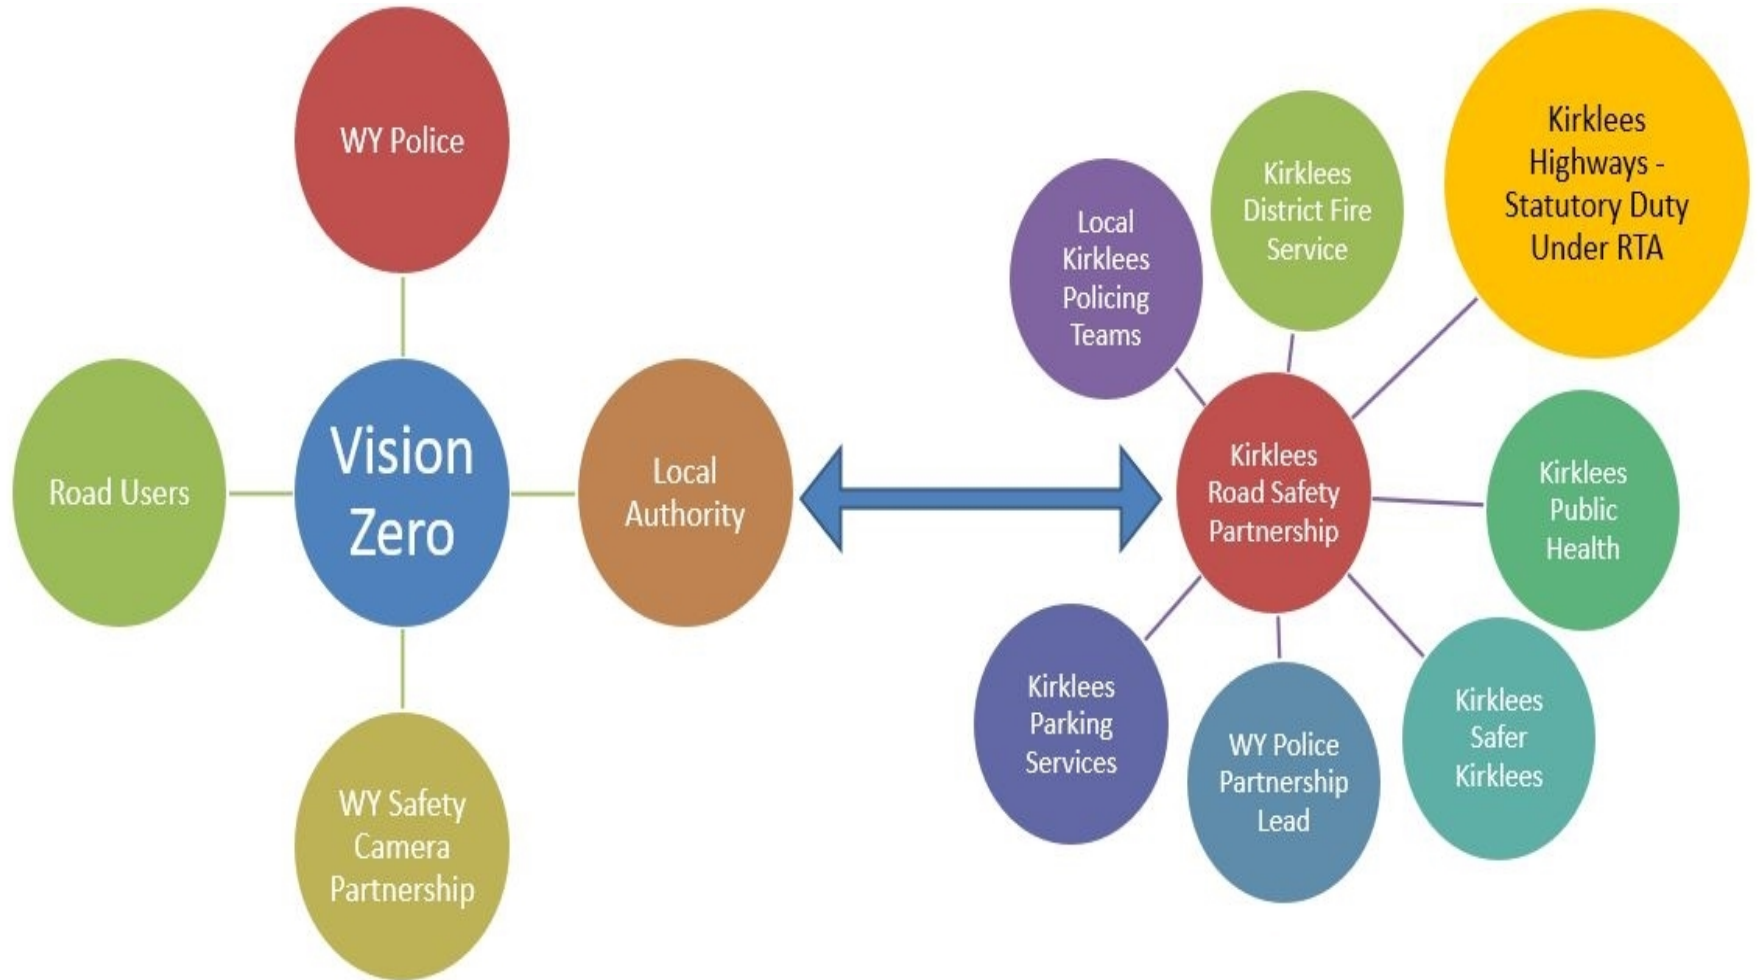 WY Police
Road Users
Vision
Zero
Local
Authority
WY Safety
Camera
Partnership
Local
Kirklees
Policing
Teams
Kirklees
District Fire
Service
Kirklees
Highways -
Statutory Duty
Under RTA
Kirklees
Road Safety
Partnership
Kirklees
Public
Health
Kirklees
Parking
Services
WY Police
Partnership
Lead
Kirklees
Safer
Kirklees